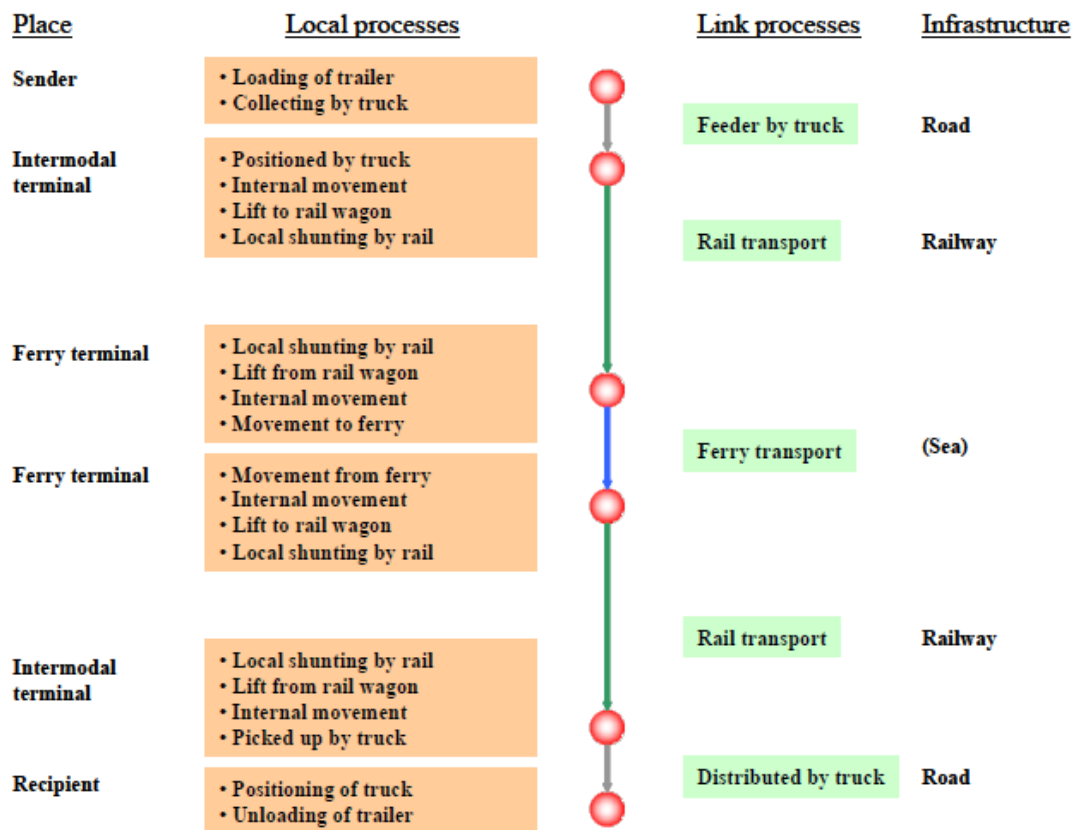 Place Local processes Link processes Infrastructure
Sender
• Loading of trailer
• Collecting by truck
Feeder by truck Road
Intermodal
terminal
• Positioned by truck
• Internal movement
• Lift to rail wagon
• Local shunting by rail
Rail transport Railway
Ferry terminal
• Local shunting by rail
• Lift from rail wagon
• Internal movement
• Movement to ferry
Ferry transport (Sea)
Ferry terminal
• Movement from ferry
• Internal movement
• Lift to rail wagon
• Local shunting by rail
Rail transport Railway
Intermodal
terminal
• Local shunting by rail
• Lift from rail wagon
• Internal movement
• Picked up by truck
Distributed by truck Road
Recipient
• Positioning of truck
• Unloading of trailer